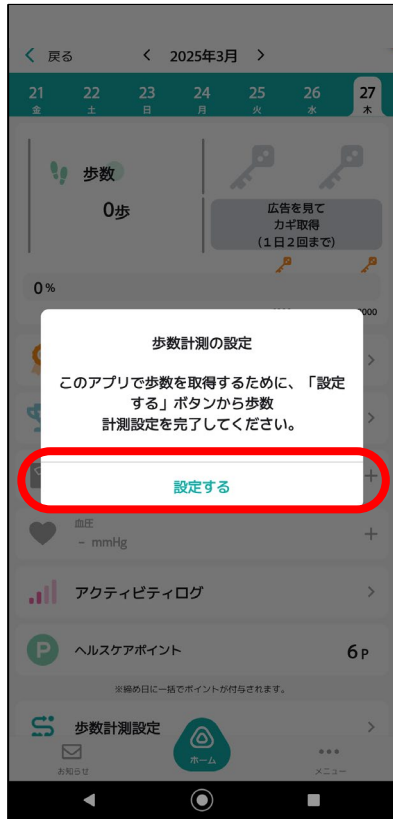 戻る
2025年3月
21 22 23 24 25 26 27
金 土 日 月 火 水 木
歩数
0歩
広告を見て
カギ取得
(1日2回まで)
0%
歩数計測の設定
このアプリで歩数を取得するために、「設定
する」ボタンから歩数
計測設定を完了してください。
設定する
血圧
- mmHg
アクティビティログ
P
ヘルスケアポイント
6P
※締め日に一括でポイントが付与されます。
歩数計測設定
お知らせ
ホーム
メニュー